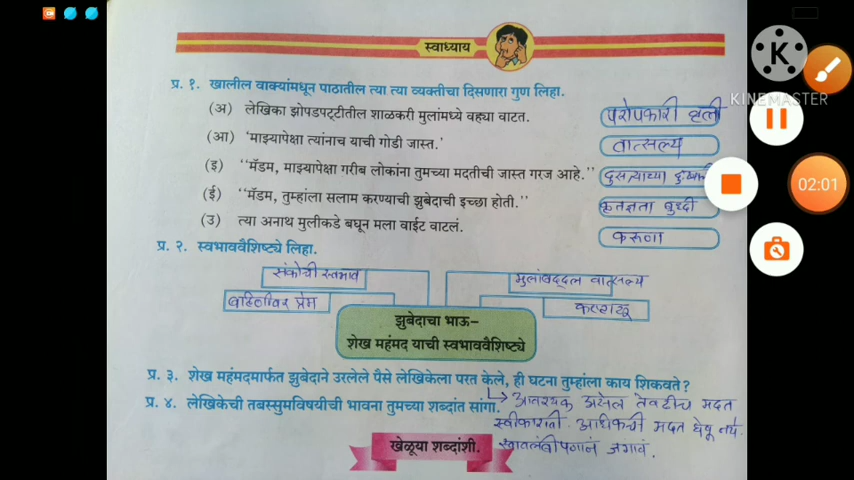 स्वाध्याय
प्र. १. खालील वाक्यांमधून पाठातील त्या त्या व्यक्तीचा दिसणारा गुण लिहा.
(अ) लेखिका झोपडपट्टीतील शाळकरी मुलांमध्ये वह्या वाटत. परोपकारी वृत्ती
(आ) 'माझ्यापेक्षा त्यांनाच याची गोडी जास्त.' वात्सल्य
(इ) "मॅडम, माझ्यापेक्षा गरीब लोकांना तुमच्या मदतीची जास्त गरज आहे." दुसऱ्याच्या
(ई) "मॅडम, तुम्हांला सलाम करण्याची झुबेदाची इच्छा होती." कृतज्ञता बुध्दी
(उ) त्या अनाथ मुलीकडे बघून मला वाईट वाटलं. करूणा
प्र. २. स्वभाववैशिष्ट्ये लिहा.
संकोची स्वभाव मुलांबद्दल वात्सल्य
बहिणीवर प्रेम कष्टाळू
झुबेदाचा भाऊ-
शेख महंमद याची स्वभाववैशिष्ट्ये
प्र. ३. शेख महंमदमार्फत झुबेदाने उरलेले पैसे लेखिकेला परत केले, ही घटना तुम्हांला काय शिकवते?
आवश्यक असेल तेवढीच मदत
प्र. ४. लेखिकेची तबस्सुमविषयीची भावना तुमच्या शब्दांत सांगा.
स्वीकारावी. अधिकची मदत घेवू नये.
स्वावलंबीपणानं जगावं.
खेळूया शब्दांशी.
KINEMASTER
02:01